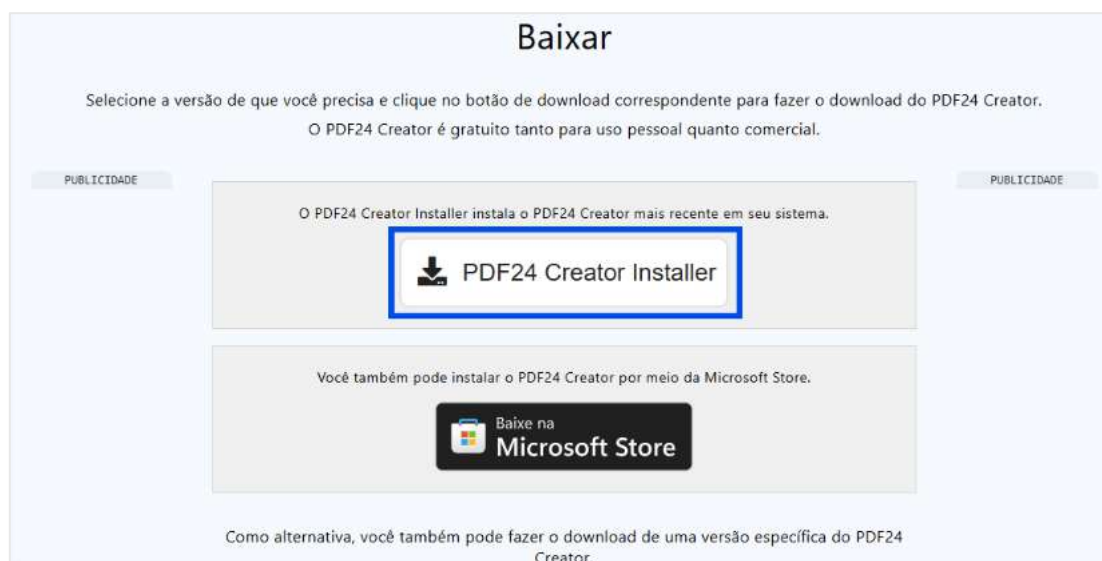 Baixar
Selecione a versão de que você precisa e clique no botão de download correspondente para fazer o download do PDF24 Creator.
O PDF24 Creator é gratuito tanto para uso pessoal quanto comercial.
PUBLICIDADE
PUBLICIDADE
O PDF24 Creator Installer instala o PDF24 Creator mais recente em seu sistema.
PDF24 Creator Installer
Você também pode instalar o PDF24 Creator por meio da Microsoft Store.
Baixe na
Microsoft Store
Como alternativa, você também pode fazer o download de uma versão específica do PDF24
Creator